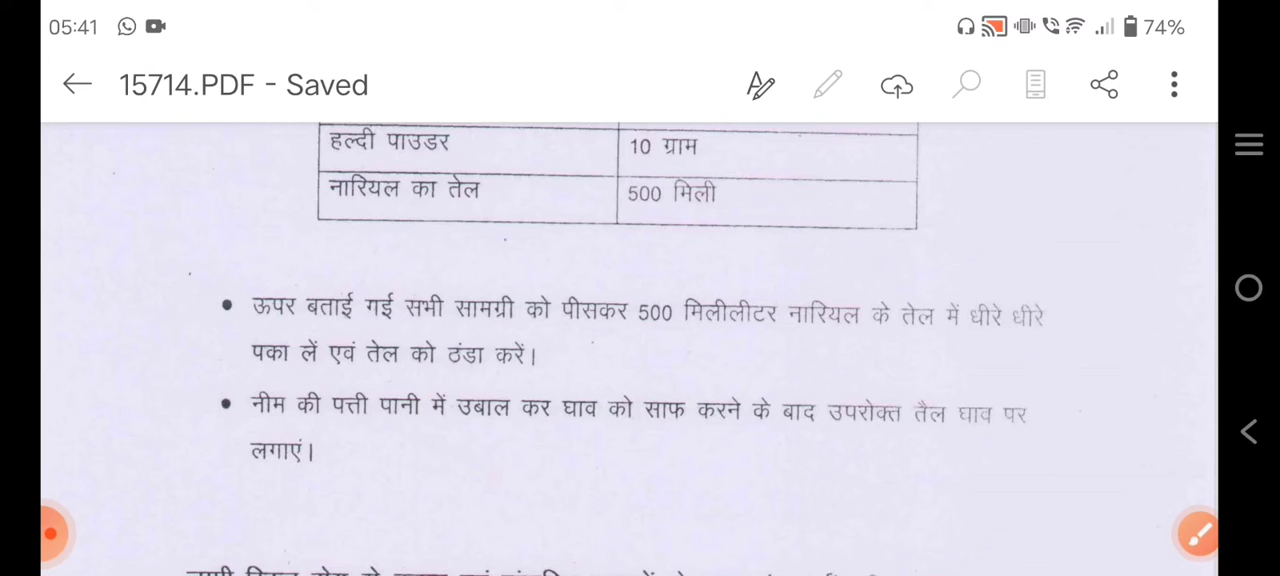 05:41
74%
15714.PDF - Saved
हल्दी पाउडर 10 ग्राम
नारियल का तेल 500 मिली
ऊपर बताई गई सभी सामग्री को पीसकर 500 मिलीलीटर नारियल के तेल में धीरे धीरे
पका लें एवं तेल को ठंडा करें।
नीम की पत्ती पानी में उबाल कर घाव को साफ करने के बाद उपरोक्त तैल घाव पर
लगाएं।